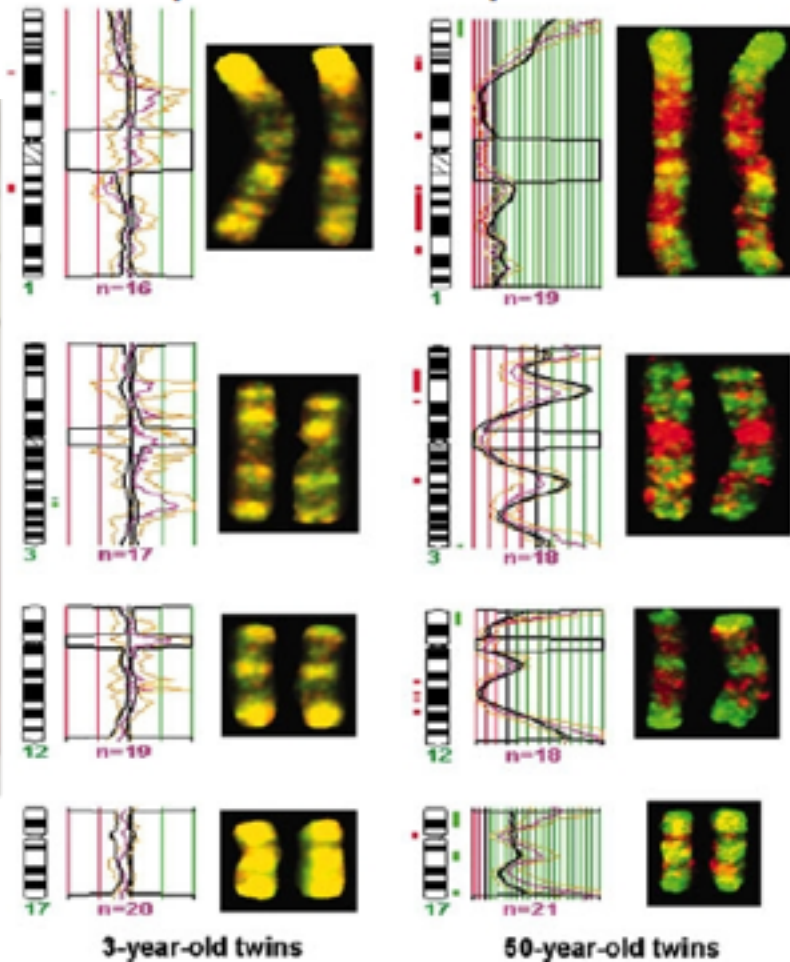 1 n=16
1 n=19
3 n=17
3 n=18
12 n=19
12 n=18
17 n=20
17 n=21
3-year-old twins
50-year-old twins